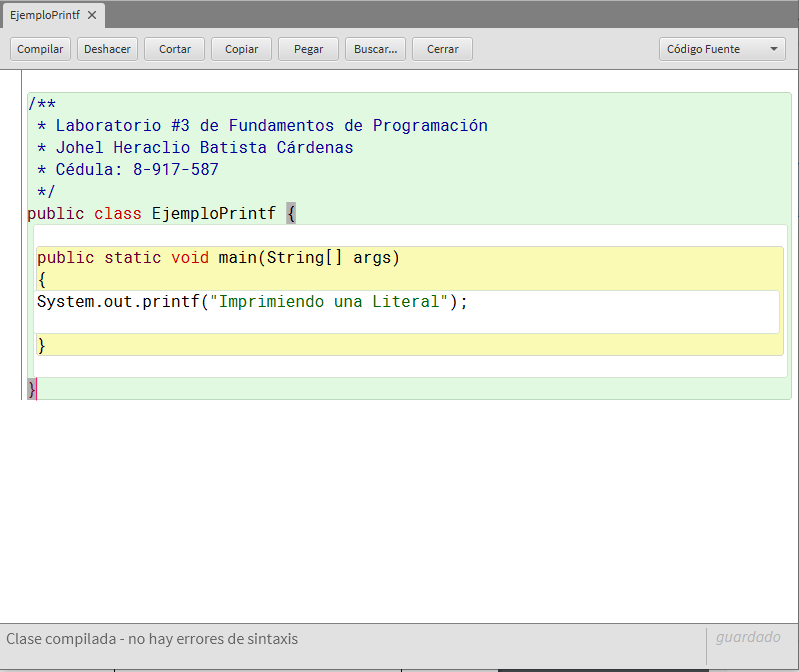 EjemploPrintf
Compilar Deshacer Cortar Copiar Pegar Buscar... Cerrar Código Fuente
/**
* Laboratorio #3 de Fundamentos de Programación
* Johel Heraclio Batista Cárdenas
* Cédula: 8-917-587
*/
public class EjemploPrintf {
public static void main(String[] args)
{
System.out.printf("Imprimiendo una Literal");
}
}
Clase compilada - no hay errores de sintaxis
guardado